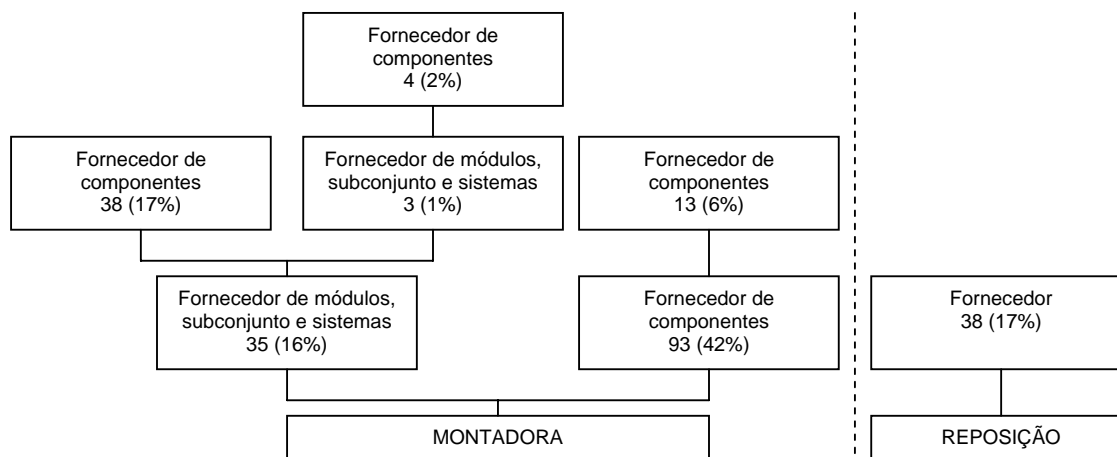 Fornecedor de
componentes
4 (2%)
Fornecedor de
componentes
38 (17%)
Fornecedor de módulos,
subconjunto e sistemas
3 (1%)
Fornecedor de
componentes
13 (6%)
Fornecedor de módulos,
subconjunto e sistemas
35 (16%)
Fornecedor de
componentes
93 (42%)
Fornecedor
38 (17%)
MONTADORA
REPOSIÇÃO